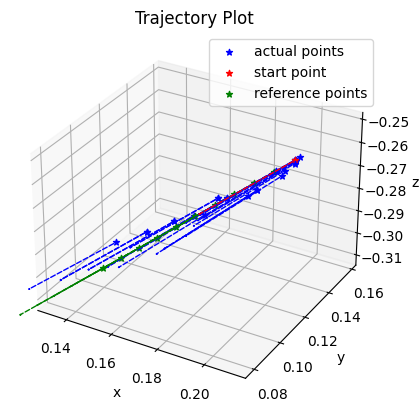 Trajectory Plot
actual points
start point
reference points
−0.25
−0.26
−0.27
−0.28
−0.29
−0.30
−0.31
z
0.16
0.14
0.12
0.10
0.08
y
0.14
0.16
0.18
0.20
x